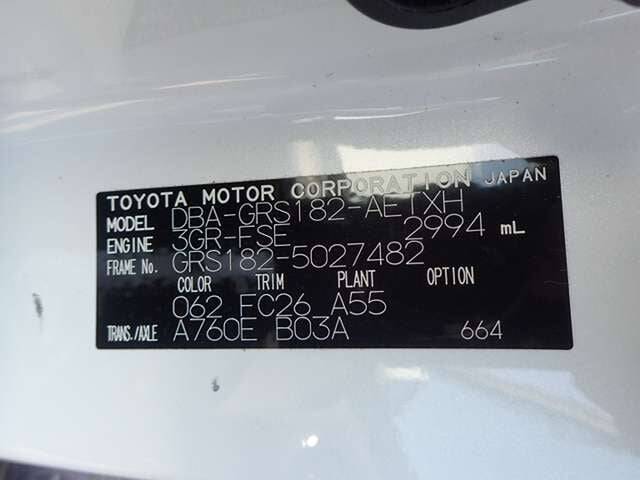 TOYOTA MOTOR CORPORATION JAPAN
MODEL DBA-GRS182-AETXH
ENGINE 3GR-FSE 2994 mL
FRAME No. GRS182-5027482
COLOR TRIM PLANT OPTION
062 FC26 A55
TRANS./AXLE A760E B03A 664